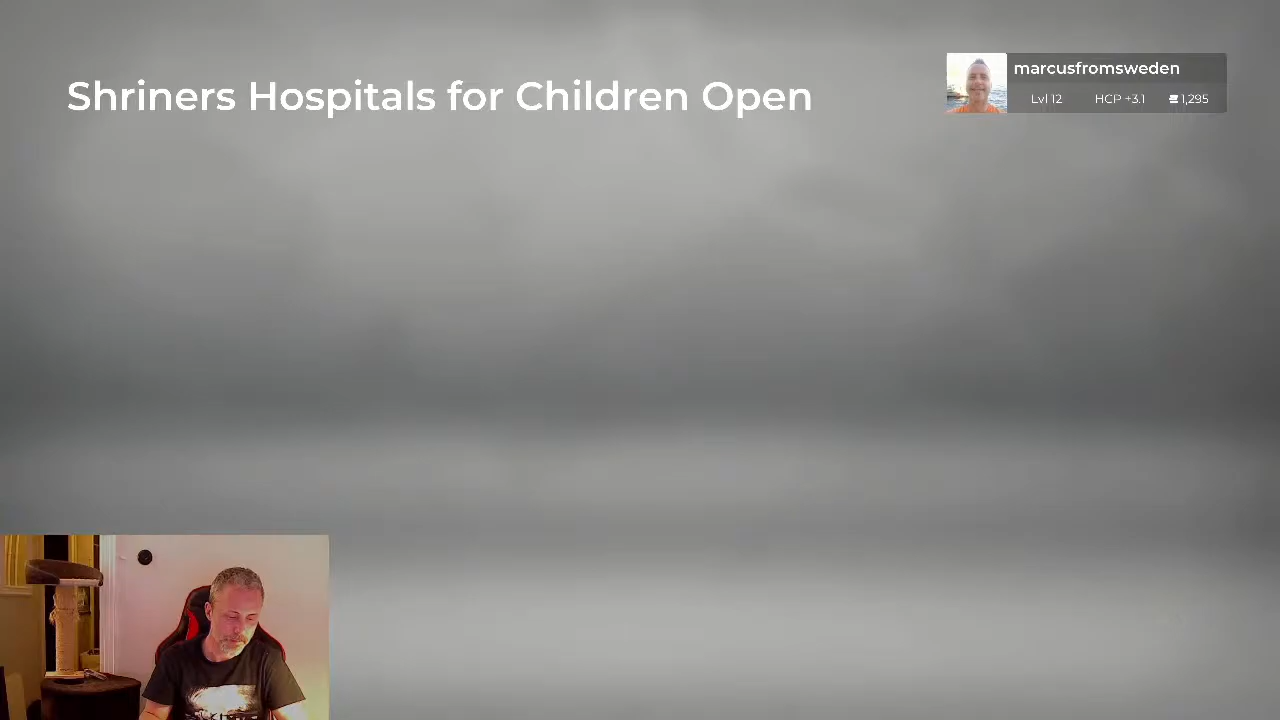 Shriners Hospitals for Children Open
marcusfromsweden
Lvl 12 HCP +3.1 1,295